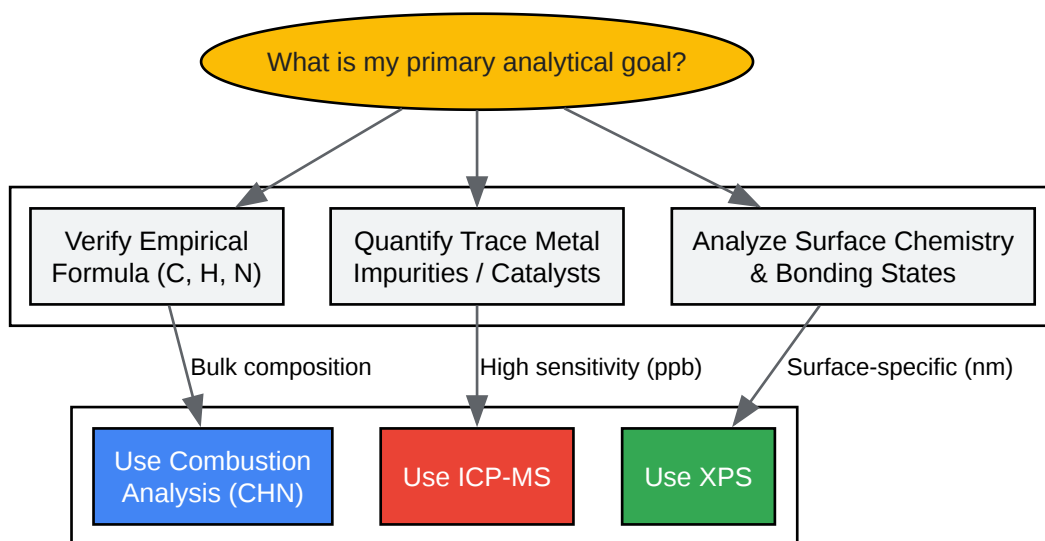 What is my primary analytical goal?
Verify Empirical
Formula (C, H, N)
Quantify Trace Metal
Impurities / Catalysts
Analyze Surface Chemistry
& Bonding States
Bulk composition
High sensitivity (ppb)
Surface-specific (nm)
Use Combustion
Analysis (CHN)
Use ICP-MS
Use XPS